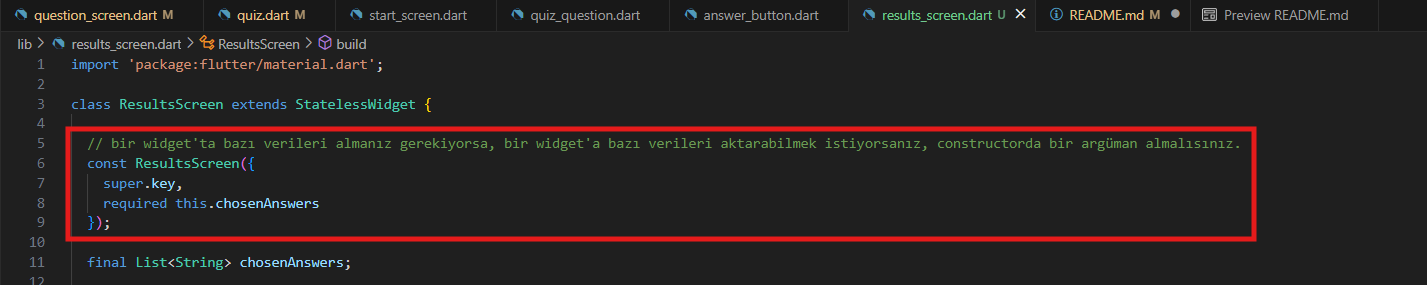 question_screen.dart M quiz.dart M start_screen.dart quiz_question.dart answer_button.dart results_screen.dart U README.md M Preview README.md
lib > results_screen.dart > ResultsScreen > build
1 import 'package:flutter/material.dart';
2
3 class ResultsScreen extends StatelessWidget {
4
5 // bir widget'ta bazı verileri almanız gerekiyorsa, bir widget'a bazı verileri aktarabilmek istiyorsanız, constructorda bir argüman almalısınız.
6 const ResultsScreen({
7 super.key,
8 required this.chosenAnswers
9 });
10
11 final List<String> chosenAnswers;
12